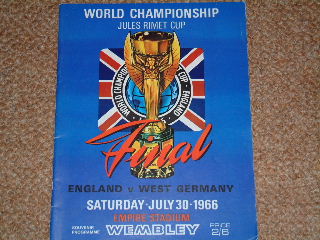 WORLD CHAMPIONSHIP
JULES RIMET CUP
WORLD CHAMPIONSHIP
CUP · ENGLAND
Final
ENGLAND v WEST GERMANY
SATURDAY·JULY 30·1966
EMPIRE STADIUM
SOUVENIR PROGRAMME
WEMBLEY
PRICE 2/6